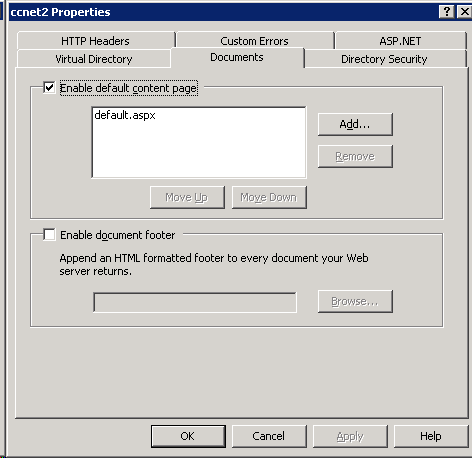 ccnet2 Properties
HTTP Headers
Custom Errors
ASP.NET
Virtual Directory
Documents
Directory Security
Enable default content page
default.aspx
Add...
Remove
Move Up
Move Down
Enable document footer
Append an HTML formatted footer to every document your Web
server returns.
Browse...
OK
Cancel
Apply
Help